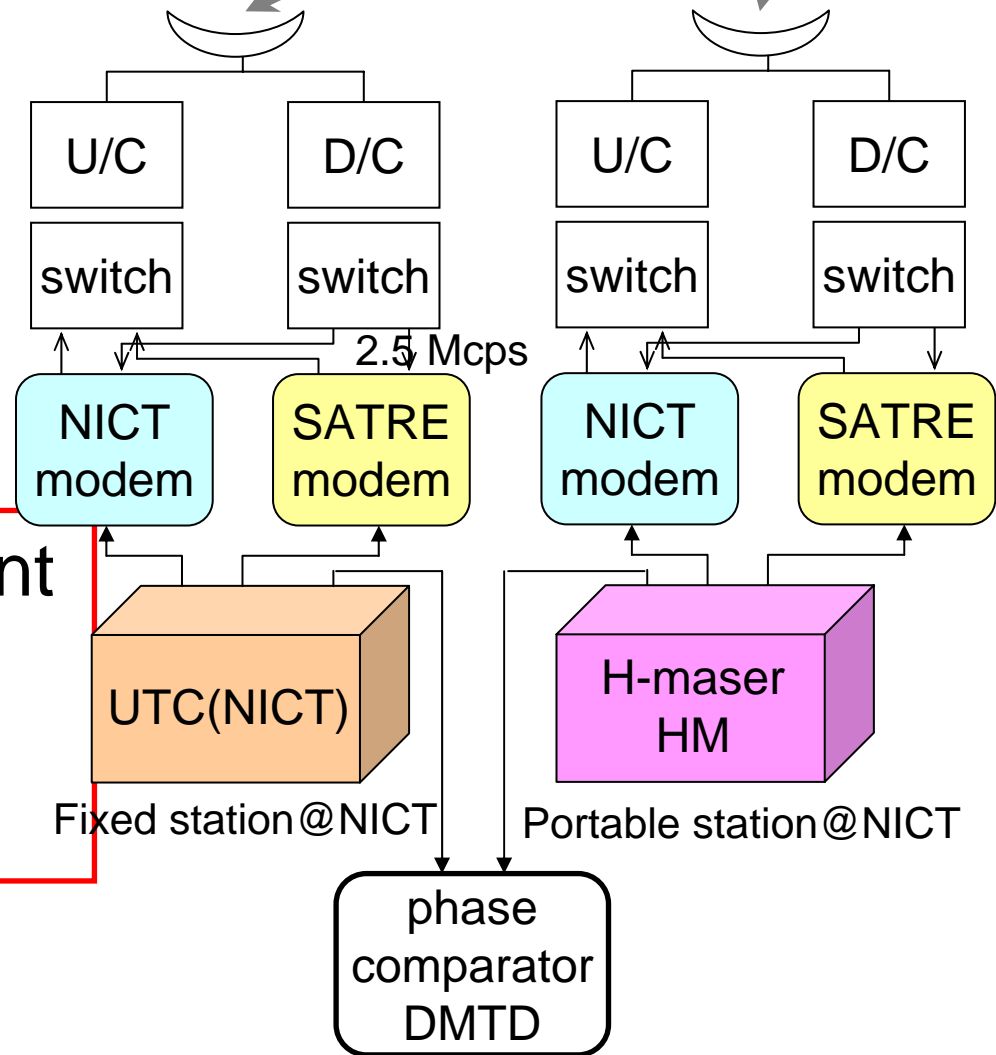 U/C
D/C
U/C
D/C
switch
switch
switch
switch
2.5 Mcps
NICT
modem
SATRE
modem
NICT
modem
SATRE
modem
nt
UTC(NICT)
H-maser
HM
Fixed station@NICT
Portable station@NICT
phase
comparator
DMTD